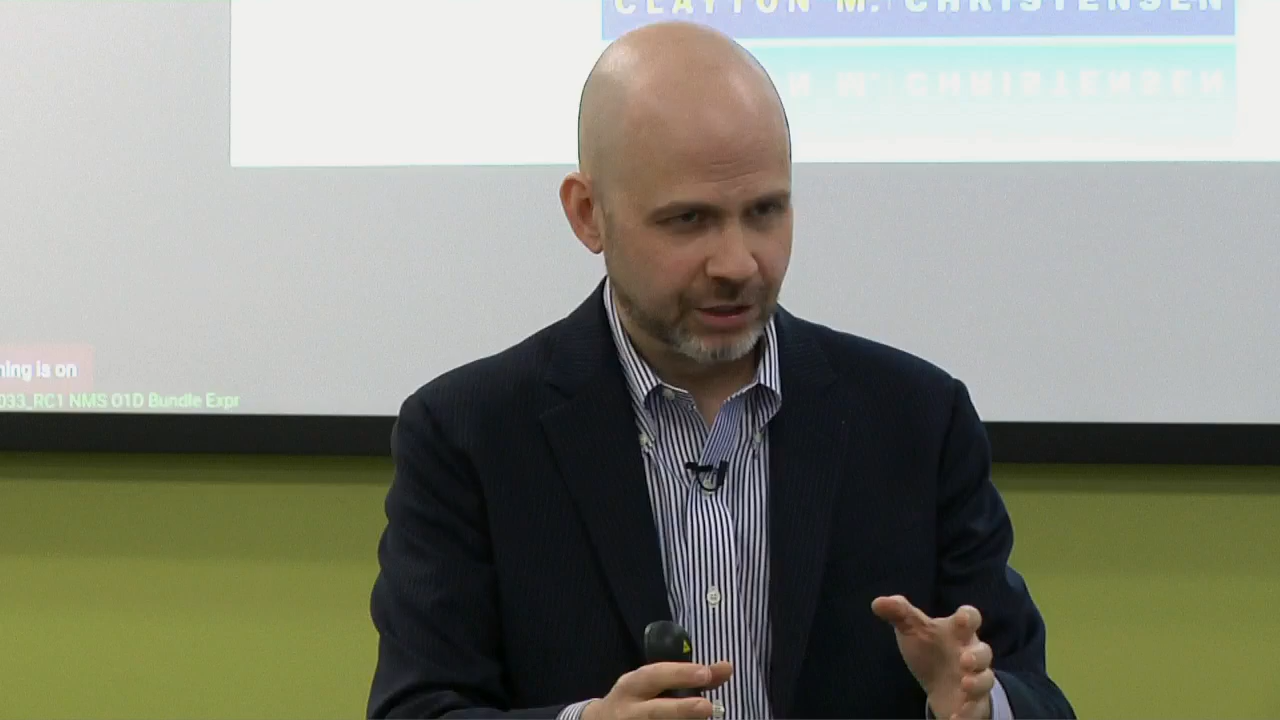 CLAYTON M. CHRISTENSEN
ning is on
033_RC1 NMS O1D Bundle Expr